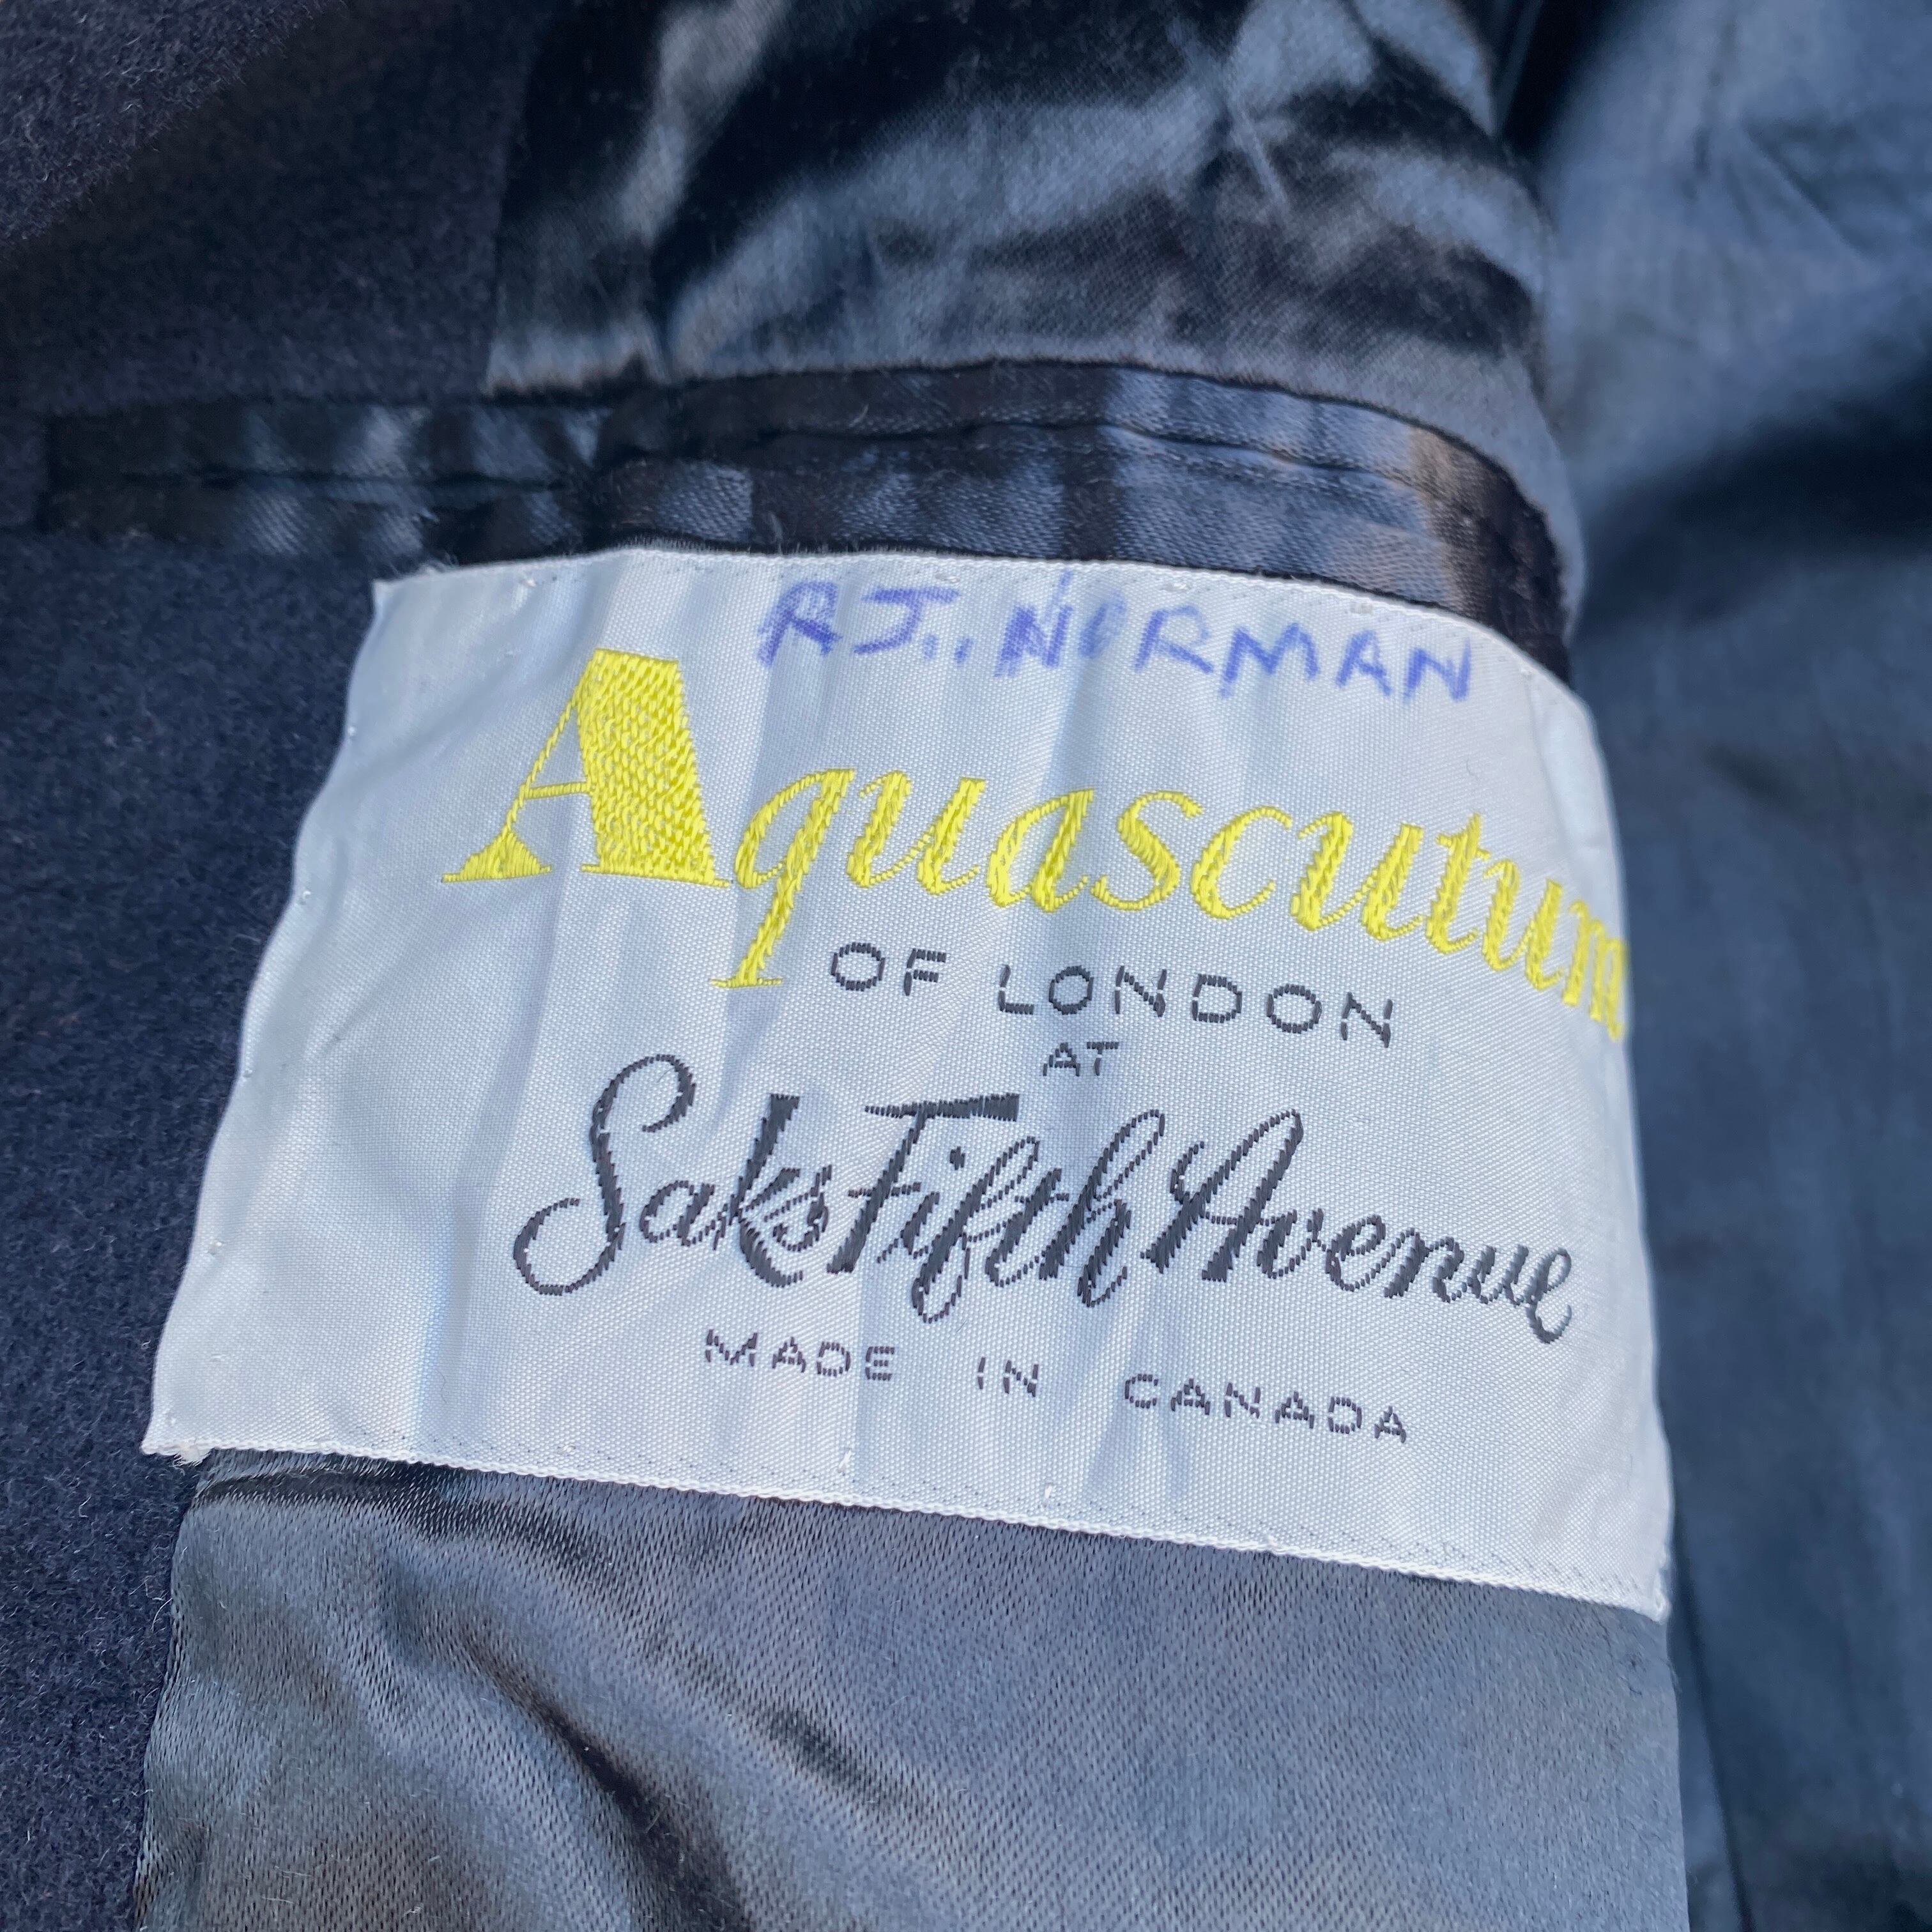 RJ.. NORMAN
Aquascutum
OF LONDON
AT
Saks Fifth Avenue
MADE IN CANADA